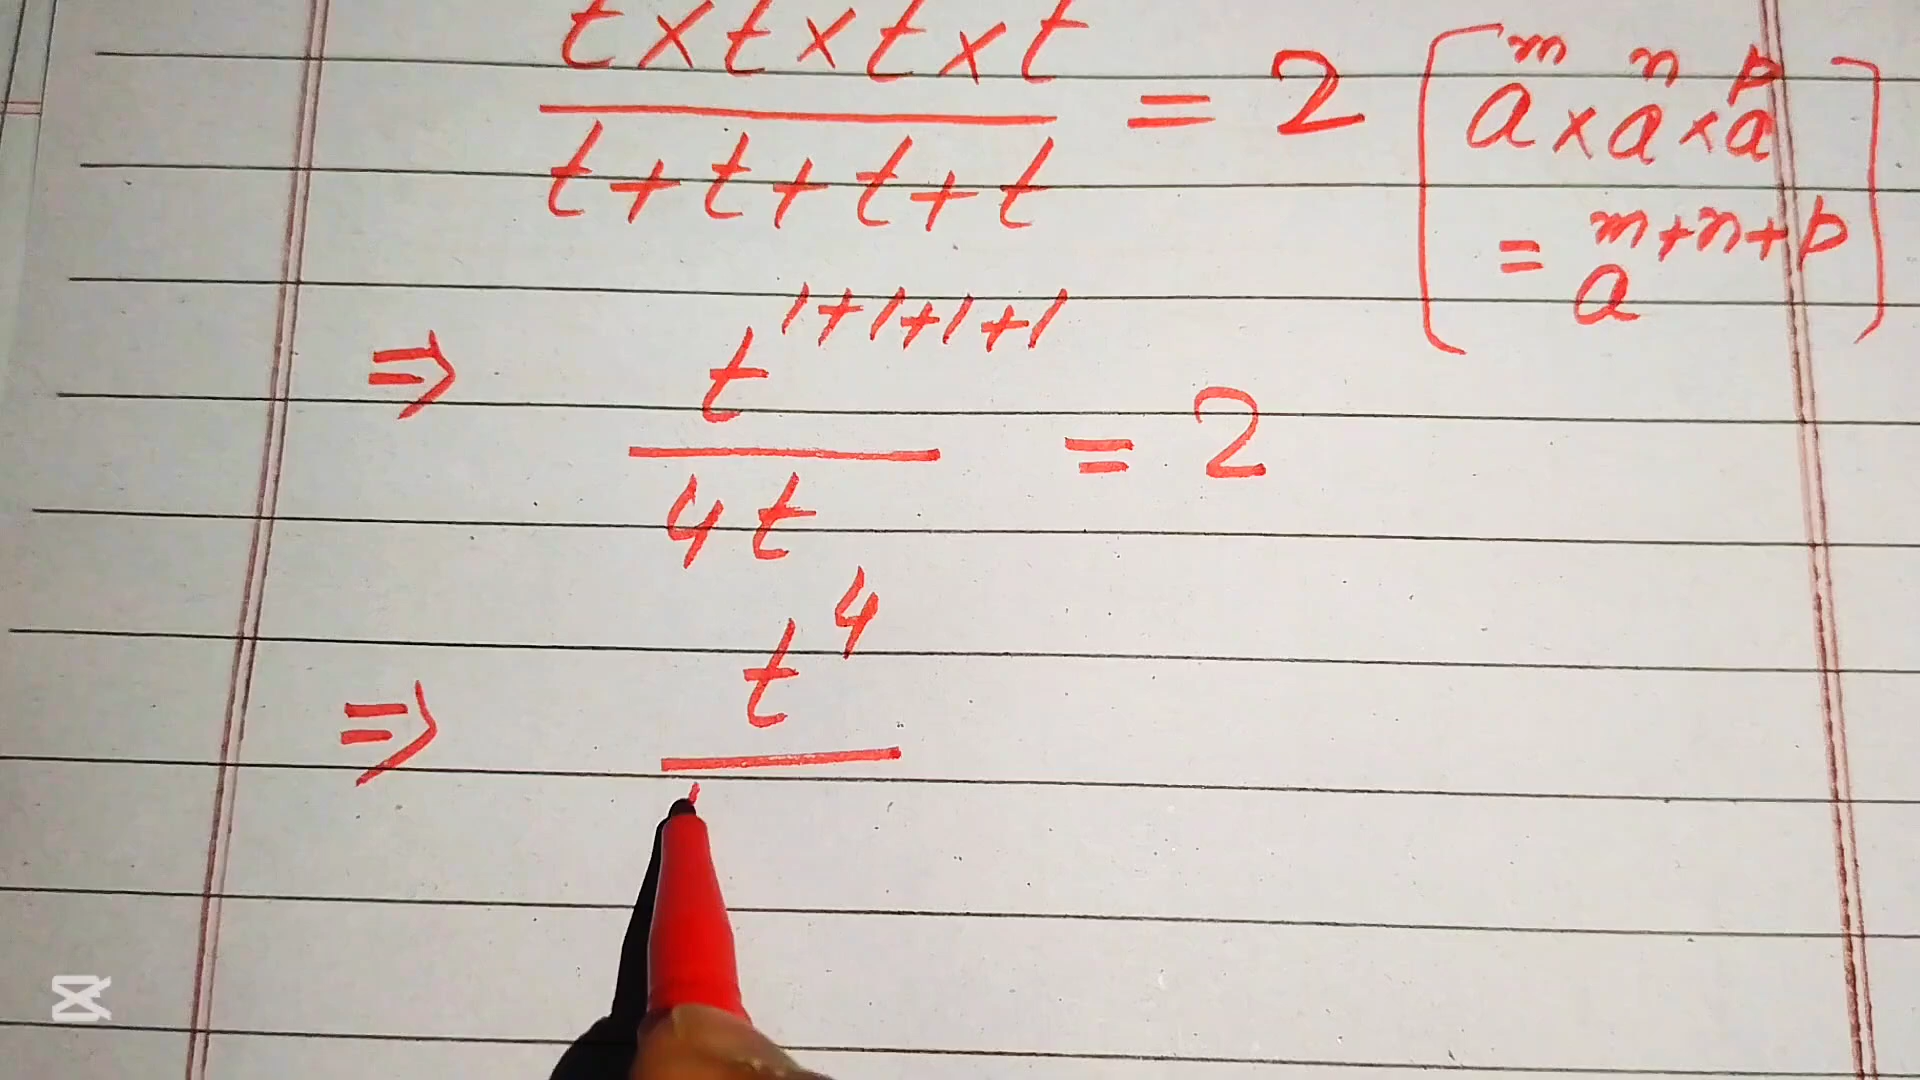 t × t × t × t
= 2
t + t + t + t
[a^m × a^n × a^p
= a^{m+n+p}]
⇒ t^{1+1+1+1}
= 2
4t
⇒ t^4